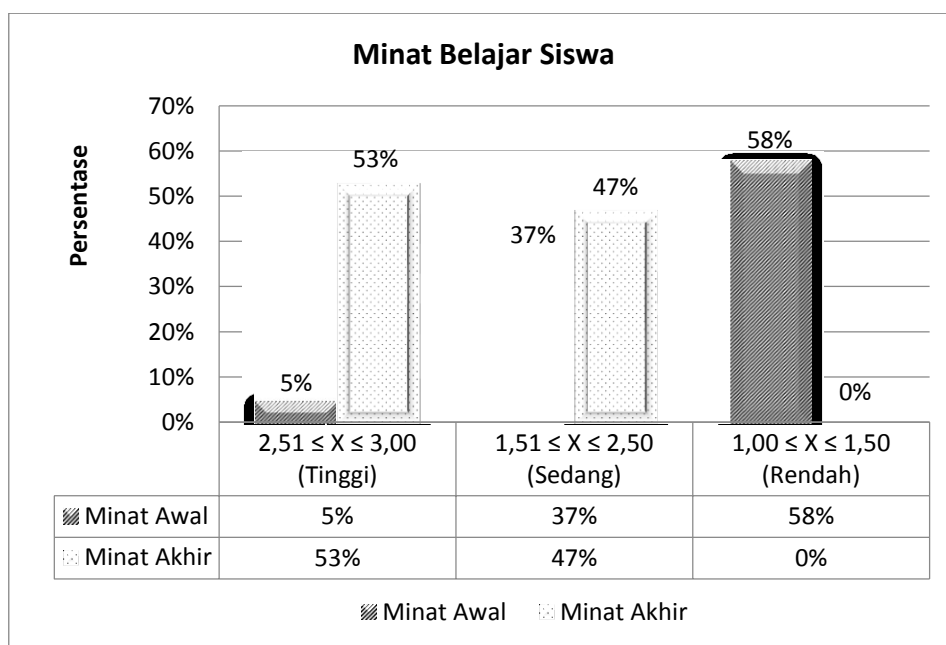 Minat Belajar Siswa
Persentase
70%
60%
50%
40%
30%
20%
10%
0%
5%
53%
37%
47%
58%
0%
2,51 ≤ X ≤ 3,00 1,51 ≤ X ≤ 2,50 1,00 ≤ X ≤ 1,50
(Tinggi) (Sedang) (Rendah)
Minat Awal 5% 37% 58%
Minat Akhir 53% 47% 0%
Minat Awal Minat Akhir